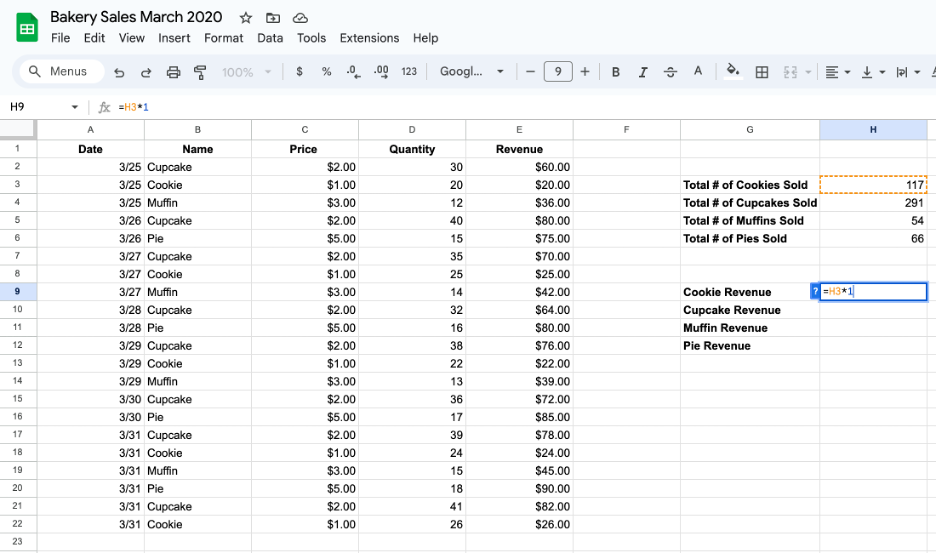 Bakery Sales March 2020
File Edit View Insert Format Data Tools Extensions Help
Menus 100% $ % .0 .00 123 Googl... − 9 + B I S A
H9 fx =H3*1
A B C D E F G H
1 Date Name Price Quantity Revenue
2 3/25 Cupcake $2.00 30 $60.00
3 3/25 Cookie $1.00 20 $20.00 Total # of Cookies Sold 117
4 3/25 Muffin $3.00 12 $36.00 Total # of Cupcakes Sold 291
5 3/26 Cupcake $2.00 40 $80.00 Total # of Muffins Sold 54
6 3/26 Pie $5.00 15 $75.00 Total # of Pies Sold 66
7 3/27 Cupcake $2.00 35 $70.00
8 3/27 Cookie $1.00 25 $25.00
9 3/27 Muffin $3.00 14 $42.00 Cookie Revenue ? =H3*1
10 3/28 Cupcake $2.00 32 $64.00 Cupcake Revenue
11 3/28 Pie $5.00 16 $80.00 Muffin Revenue
12 3/29 Cupcake $2.00 38 $76.00 Pie Revenue
13 3/29 Cookie $1.00 22 $22.00
14 3/29 Muffin $3.00 13 $39.00
15 3/30 Cupcake $2.00 36 $72.00
16 3/30 Pie $5.00 17 $85.00
17 3/31 Cupcake $2.00 39 $78.00
18 3/31 Cookie $1.00 24 $24.00
19 3/31 Muffin $3.00 15 $45.00
20 3/31 Pie $5.00 18 $90.00
21 3/31 Cupcake $2.00 41 $82.00
22 3/31 Cookie $1.00 26 $26.00
23